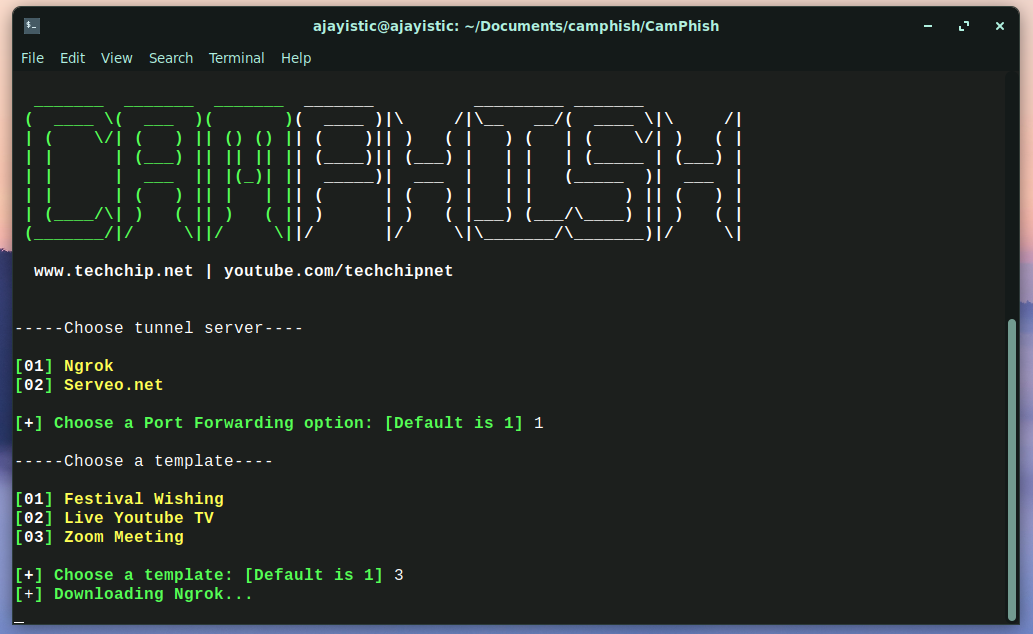 ajayistic@ajayistic: ~/Documents/camphish/CamPhish
File Edit View Search Terminal Help
CAMPHISH
www.techchip.net | youtube.com/techchipnet
-----Choose tunnel server----
[01] Ngrok
[02] Serveo.net
[+] Choose a Port Forwarding option: [Default is 1] 1
-----Choose a template----
[01] Festival Wishing
[02] Live Youtube TV
[03] Zoom Meeting
[+] Choose a template: [Default is 1] 3
[+] Downloading Ngrok...